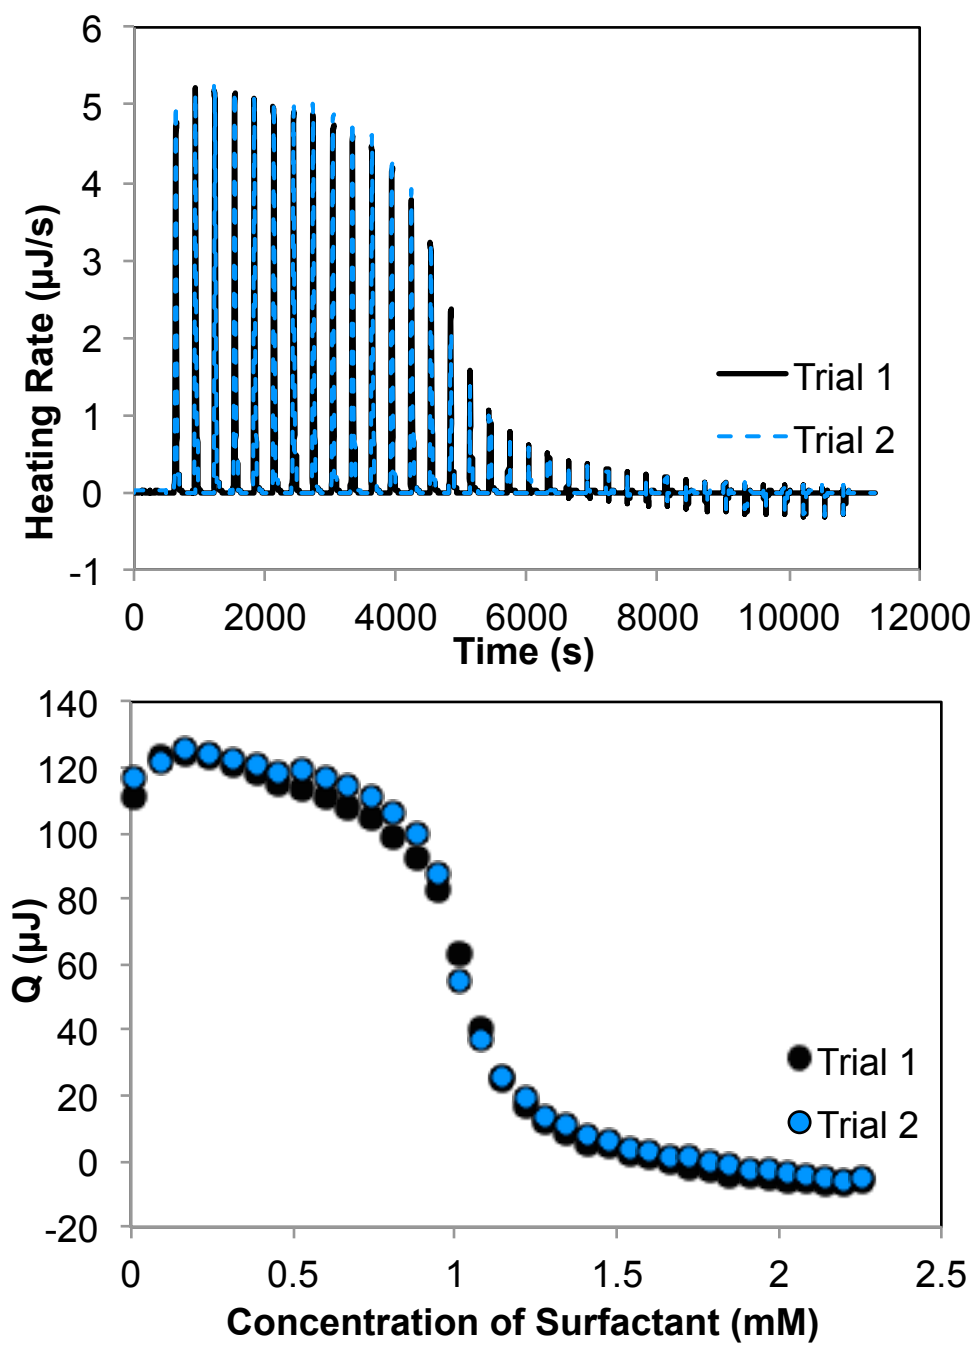 6
5
4
3
2
1
0
-1
Heating Rate (µJ/s)
Trial 1
Trial 2
0 2000 4000 6000 8000 10000 12000
Time (s)
140
120
100
80
60
40
20
0
-20
Q (µJ)
Trial 1
Trial 2
0 0.5 1 1.5 2 2.5
Concentration of Surfactant (mM)